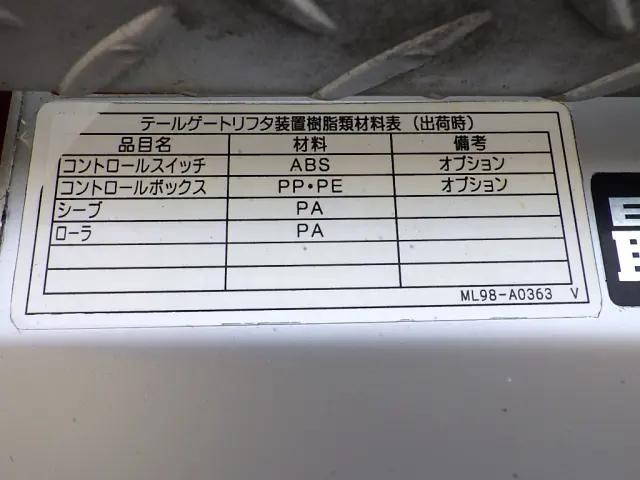 テールゲートリフタ装置樹脂類材料表（出荷時）
品目名 材料 備考
コントロールスイッチ ABS オプション
コントロールボックス PP・PE オプション
シーブ PA
ローラ PA
ML98-A0363 V